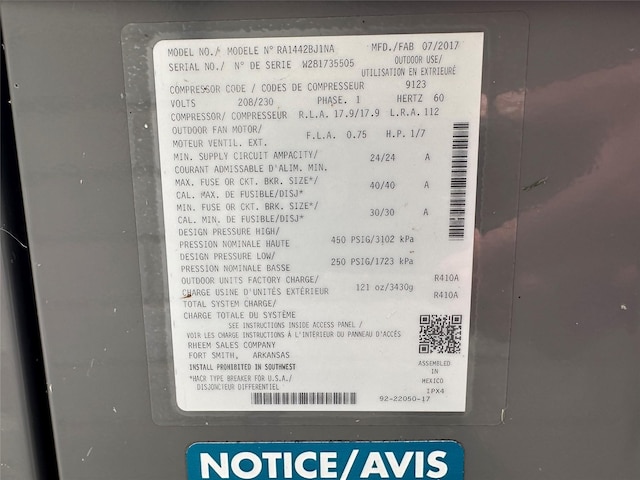 MODEL NO./ MODELE N° RA1442BJ1NA MFD./FAB 07/2017
SERIAL NO./ N° DE SERIE W2B1735505 OUTDOOR USE/
UTILISATION EN EXTRIEURE
COMPRESSOR CODE / CODES DE COMPRESSEUR 9123
VOLTS 208/230 PHASE. 1 HERTZ 60
COMPRESSOR/ COMPRESSEUR R.L.A. 17.9/17.9 L.R.A. 112
OUTDOOR FAN MOTOR/ F.L.A. 0.75 H.P. 1/7
MOTEUR VENTIL. EXT.
MIN. SUPPLY CIRCUIT AMPACITY/ 24/24 A
COURANT ADMISSABLE D'ALIM. MIN.
MAX. FUSE OR CKT. BKR. SIZE*/ 40/40 A
CAL. MAX. DE FUSIBLE/DISJ*
MIN. FUSE OR CKT. BKR. SIZE*/ 30/30 A
CAL. MIN. DE FUSIBLE/DISJ*
DESIGN PRESSURE HIGH/
PRESSION NOMINALE HAUTE 450 PSIG/3102 kPa
DESIGN PRESSURE LOW/
PRESSION NOMINALE BASSE 250 PSIG/1723 kPa
OUTDOOR UNITS FACTORY CHARGE/ R410A
CHARGE USINE D'UNITÉS EXTÉRIEUR 121 oz/3430g
TOTAL SYSTEM CHARGE/ R410A
CHARGE TOTALE DU SYSTÈME
SEE INSTRUCTIONS INSIDE ACCESS PANEL /
VOIR LES INSTRUCTIONS CHARGE A L'INTÉRIEUR DU PANNEAU D'ACCÈS
RHEEM SALES COMPANY
FORT SMITH, ARKANSAS
INSTALL PROHIBITED IN SOUTHWEST
*HACR TYPE BREAKER FOR U.S.A./
DISJONCTEUR DIFFERENTIEL
ASSEMBLED
IN
MEXICO
IPX4
92-22050-17
NOTICE/AVIS